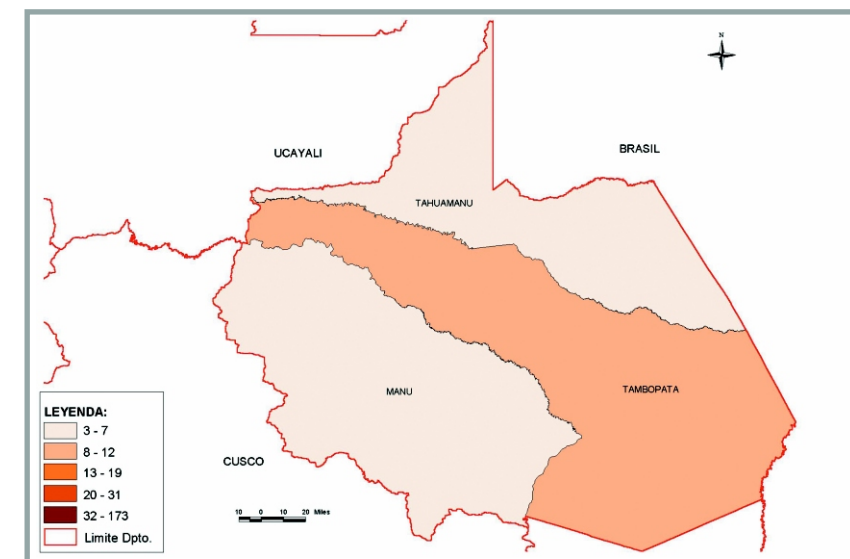 N
UCAYALI
BRASIL
TAHUAMANU
MANU
TAMBOPATA
LEYENDA:
3 - 7
8 - 12
13 - 19
20 - 31
32 - 173
Limite Dpto.
CUSCO
10 0 10 20 Miles